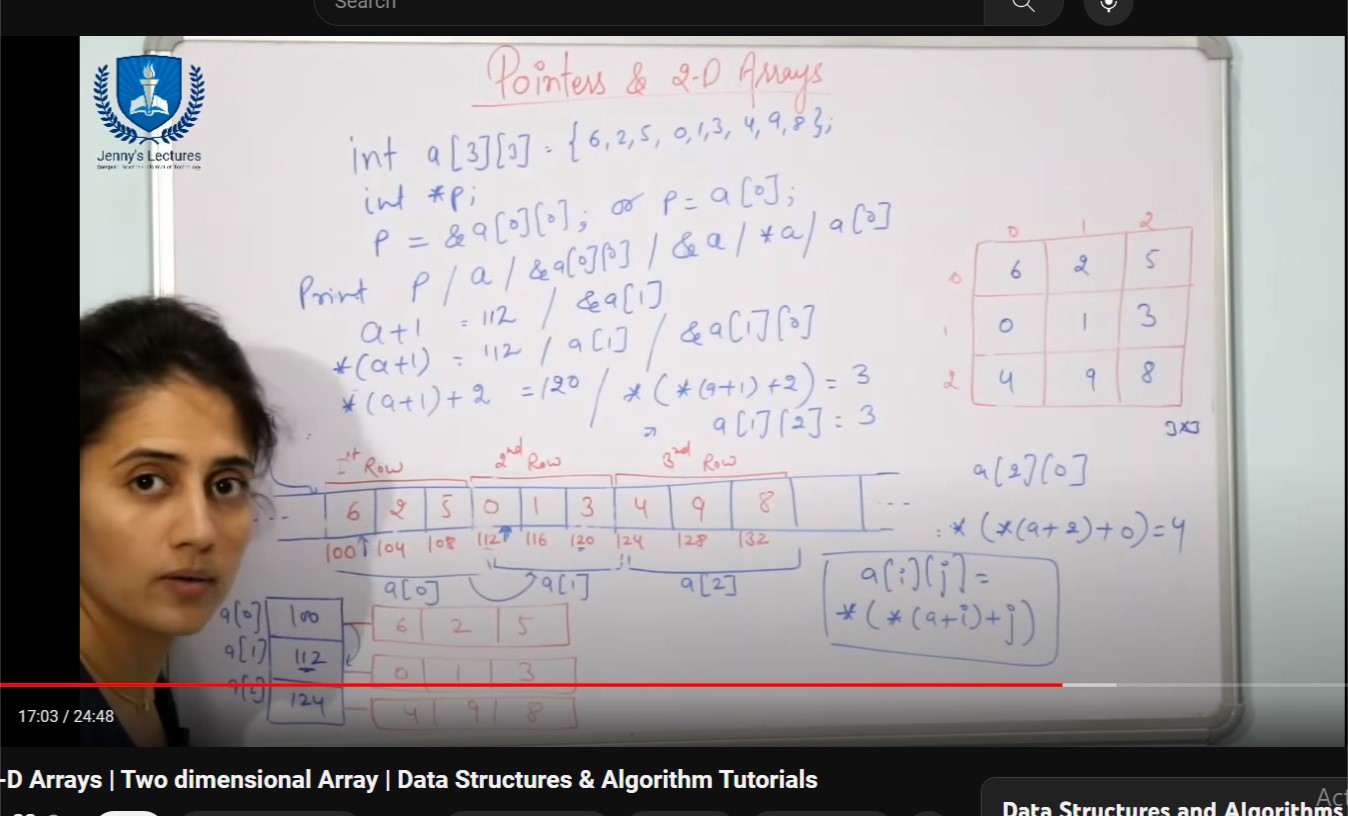 Search
Jenny's Lectures
Pointers & 2-D Arrays
int a[3][3] = {6,2,5, 0,1,3, 4,9,8};
int *p;
P = &a[0][0]; or P = a[0];
Print P / a / &a[0][0] / &a / *a / a[0]
a+1 = 112 / &a[1]
*(a+1) = 112 / a[1] / &a[1][0]
*(a+1)+2 = 120 / *(*(a+1)+2) = 3
a[1][2] = 3
0 1 2
0 6 2 5
1 0 1 3
2 4 9 8
3x3
1st Row 2nd Row 3rd Row
--- 6 2 5 0 1 3 4 9 8 ---
100 104 108 112 116 120 124 128 132
a[0] a[1] a[2]
a[2][0]
: *(*(a+2)+0)=4
a[i][j] =
*(*(a+i)+j)
a[0] 100 6 2 5
a[1] 112 0 1 3
124 4 9 8
17:03 / 24:48
-D Arrays | Two dimensional Array | Data Structures & Algorithm Tutorials
Data Structures and Algorithms
Act